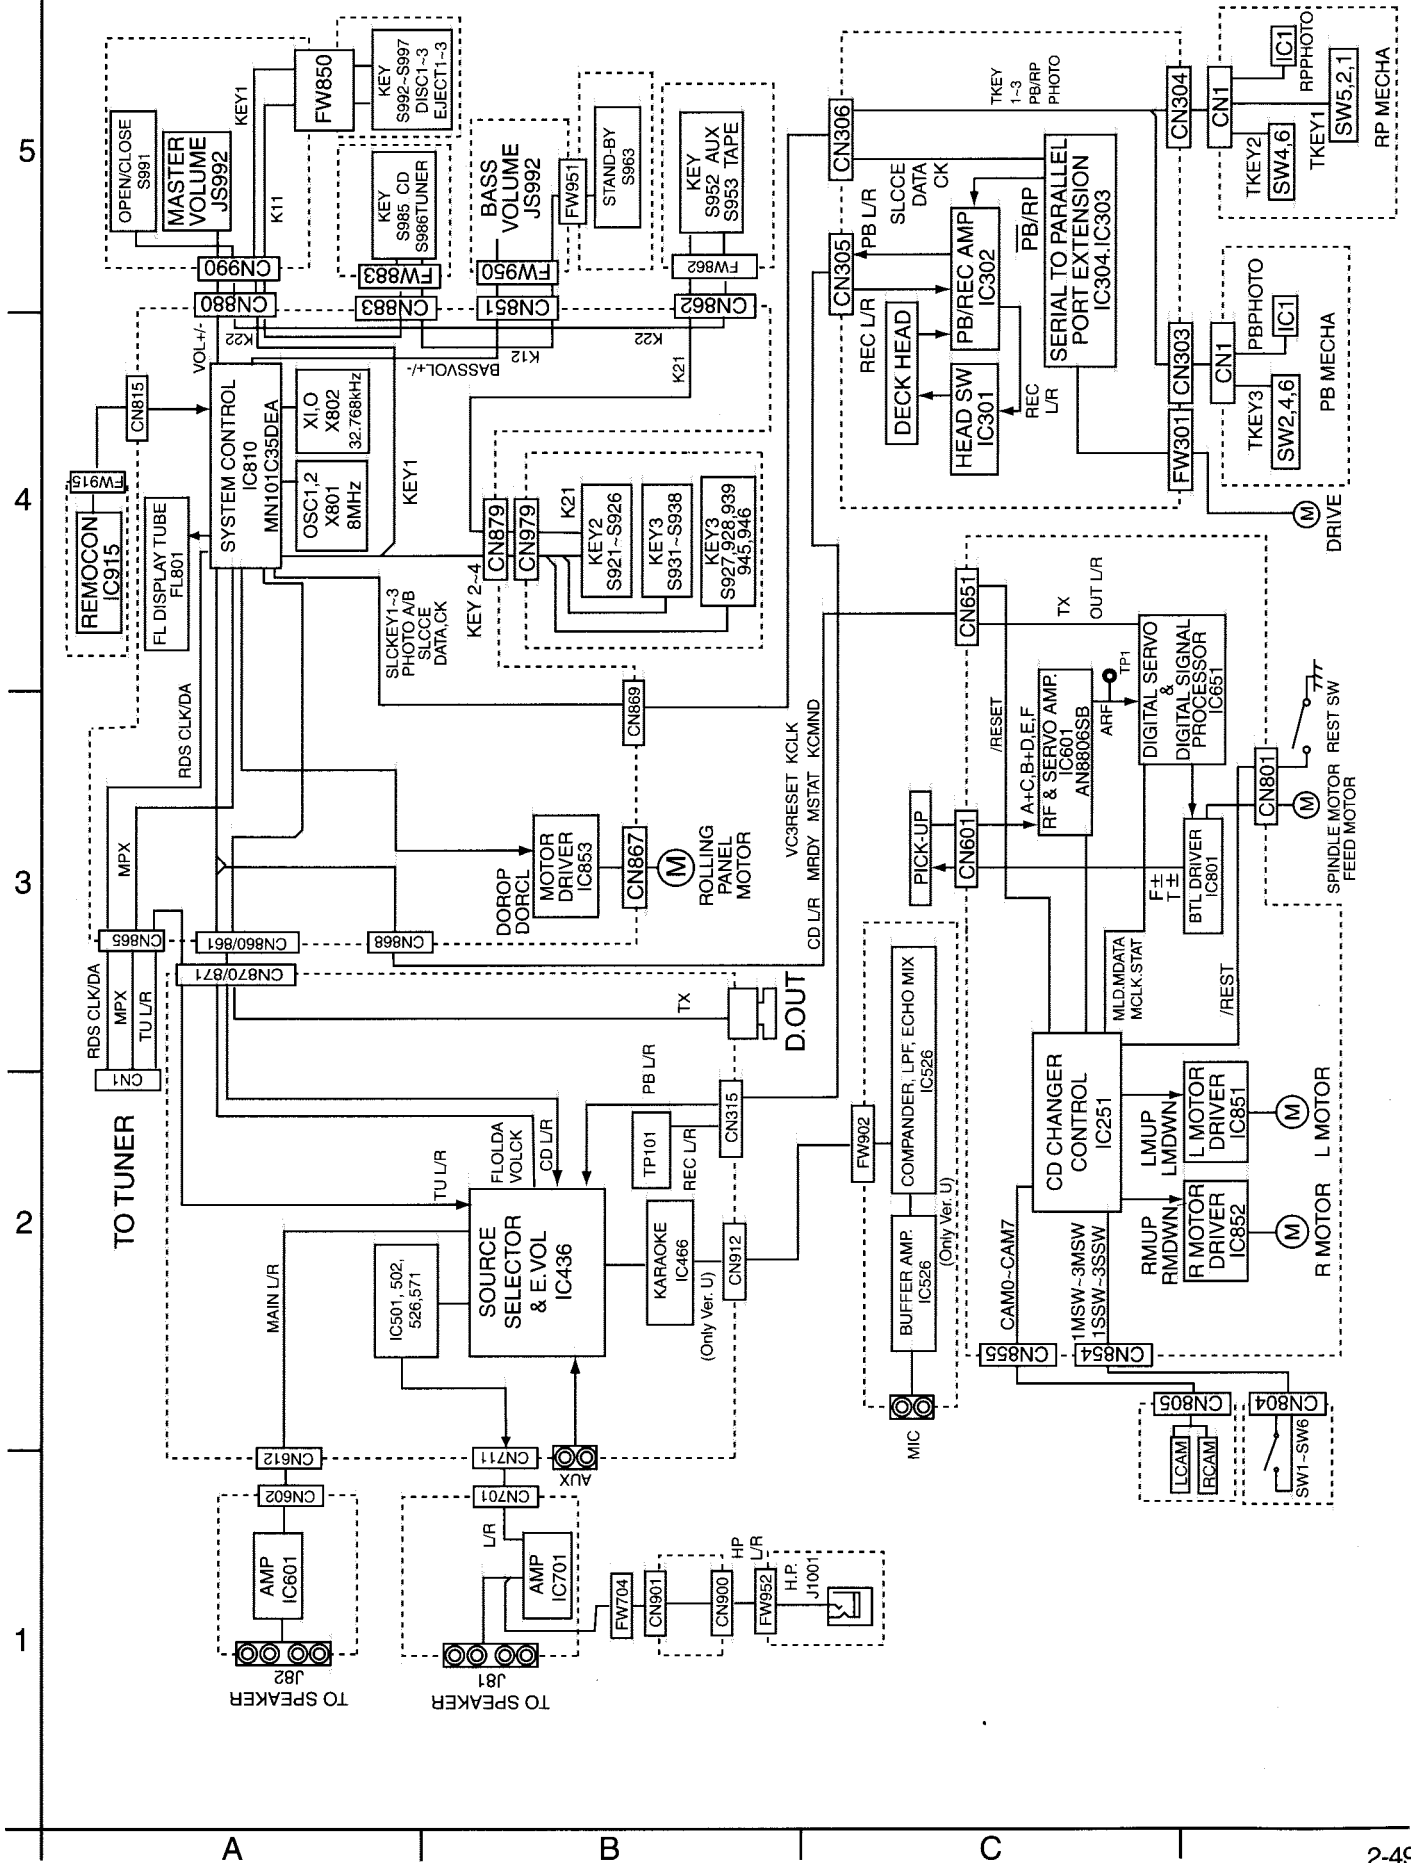 5
4
3
2
1
A
B
C
2-49
OPEN/CLOSE
S991
MASTER
VOLUME
JS992
KEY1
K11
FW850
KEY
S992~S997
DISC1~3
EJECT1~3
CN990
CN880
KEY
S985 CD
S986TUNER
FW883
CN883
BASS
VOLUME
JS992
FW950
CN851
FW951
STAND-BY
S963
KEY
S952 AUX
S953 TAPE
FW862
CN862
VOL+/-
K22
BASSVOL+/-
K12
K22
K21
CN815
FW915
REMOCON
IC915
FL DISPLAY TUBE
FL801
SYSTEM CONTROL
IC810
MN101C35DEA
XI,O
X802
32.768kHz
OSC1,2
X801
8MHz
KEY1
SLCKEY1~3
PHOTO A/B
SLCCE
DATA,CK
KEY 2~4
CN879
CN979
K21
KEY2
S921~S926
KEY3
S931~S938
KEY3
S927,928,939
945,946
CN869
RDS CLK/DA
MPX
CN865
CN860/861
CN870/871
CN868
DOROP
DORCL
MOTOR
DRIVER
IC853
CN867
M
ROLLING
PANEL
MOTOR
RDS CLK/DA
MPX
TU L/R
CN1
TO TUNER
TX
D.OUT
VC3RESET KCLK
CD L/R MRDY MSTAT KCMND
PB L/R
CN315
TP101
REC L/R
TU L/R
FLOLDA
VOLCK
CD L/R
SOURCE
SELECTOR
& E.VOL
IC436
MAIN L/R
IC501, 502,
526,571
KARAOKE
IC466
(Only Ver. U)
CN912
CN612
CN602
CN711
CN701
AUX
AMP
IC601
J82
TO SPEAKER
L/R
AMP
IC701
J81
TO SPEAKER
FW704
CN901
CN900
HP
L/R
FW952
H.P.
J1001
FW902
COMPANDER, LPF, ECHO MIX
IC526
BUFFER AMP.
IC526
(Only Ver. U)
MIC
CN306
CN305
PB L/R
REC L/R
SLCCE
DATA
CK
TKEY
1~3
PB/RP
PHOTO
PB/REC AMP
IC302
PB/RP
SERIAL TO PARALLEL
PORT EXTENSION
IC304.IC303
DECK HEAD
HEAD SW
IC301
REC
L/R
CN304
CN1
RPPHOTO
IC1
TKEY2
SW4,6
TKEY1
SW5,2,1
RP MECHA
CN303
CN1
PBPHOTO
IC1
TKEY3
SW2,4,6
PB MECHA
FW301
M
DRIVE
CN651
TX
OUT L/R
/RESET
DIGITAL SERVO
&
DIGITAL SIGNAL
PROCESSOR
IC651
TP1
ARF
A+C,B+D,E,F
RF & SERVO AMP.
IC601
AN8806SB
PICK-UP
CN601
F±
T±
BTL DRIVER
IC801
CN801
M
SPINDLE MOTOR REST SW
FEED MOTOR
MLD.MDATA
MCLK.STAT
/REST
CD CHANGER
CONTROL
IC251
LMUP
LMDWN
L MOTOR
DRIVER
IC851
M
L MOTOR
RMUP
RMDWN
R MOTOR
DRIVER
IC852
M
R MOTOR
CAM0~CAM7
1MSW~3MSW
1SSW~3SSW
CN855
CN854
CN805
CN804
LCAM
RCAM
SW1~SW6